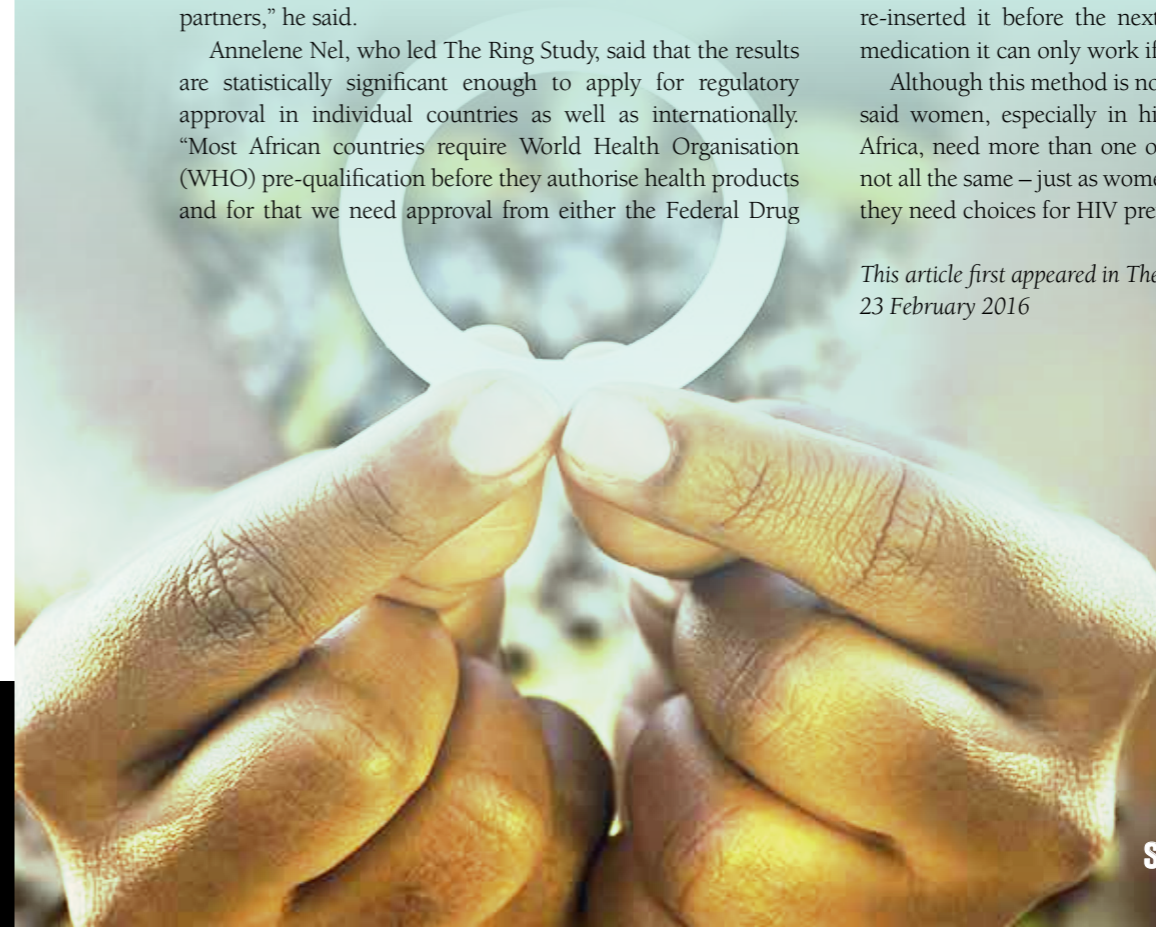 partners,” he said.
Annelene Nel, who led The Ring Study, said that the results
are statistically significant enough to apply for regulatory
approval in individual countries as well as internationally.
“Most African countries require World Health Organisation
(WHO) pre-qualification before they authorise health products
and for that we need approval from either the Federal Drug
re-inserted it before the next
medication it can only work if
Although this method is no
said women, especially in hi
Africa, need more than one o
not all the same – just as wome
they need choices for HIV pre
This article first appeared in The
23 February 2016
S